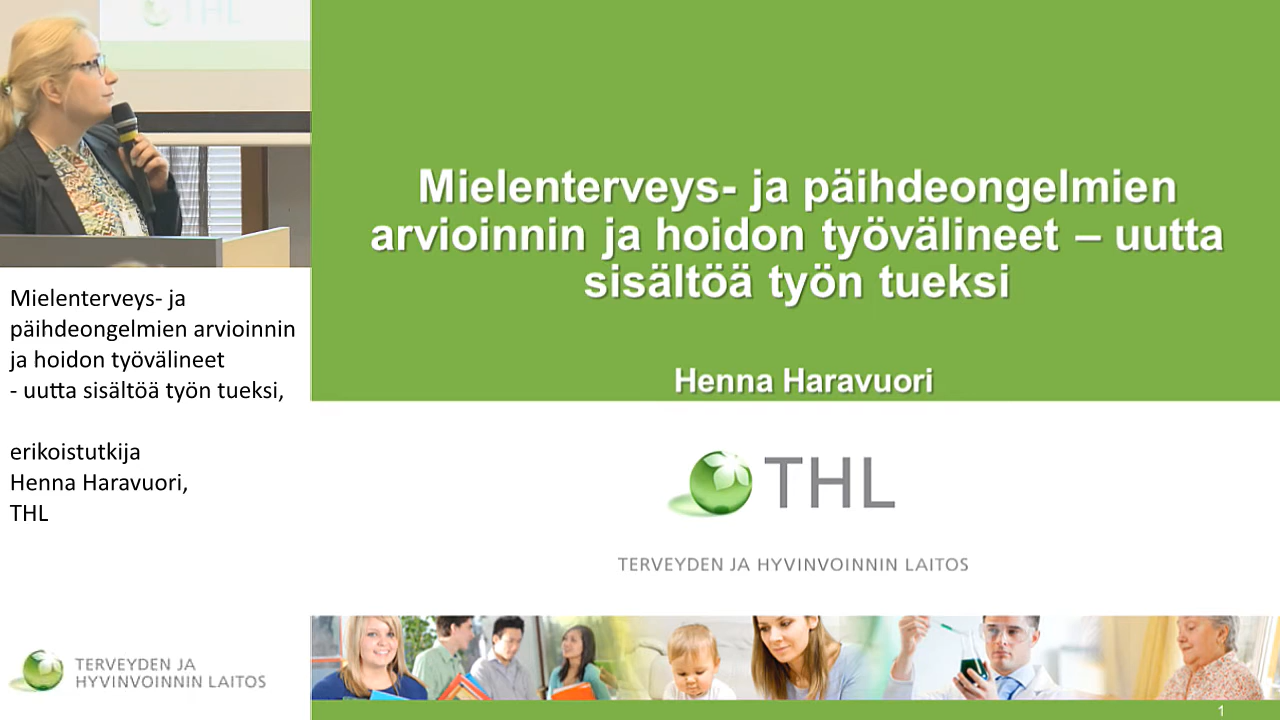 THL
Mielenterveys- ja
päihdeongelmien arvioinnin
ja hoidon työvälineet
- uutta sisältöä työn tueksi,
erikoistutkija
Henna Haravuori,
THL
TERVEYDEN JA
HYVINVOINNIN LAITOS
Mielenterveys- ja päihdeongelmien
arvioinnin ja hoidon työvälineet – uutta
sisältöä työn tueksi
Henna Haravuori
THL
TERVEYDEN JA HYVINVOINNIN LAITOS
1